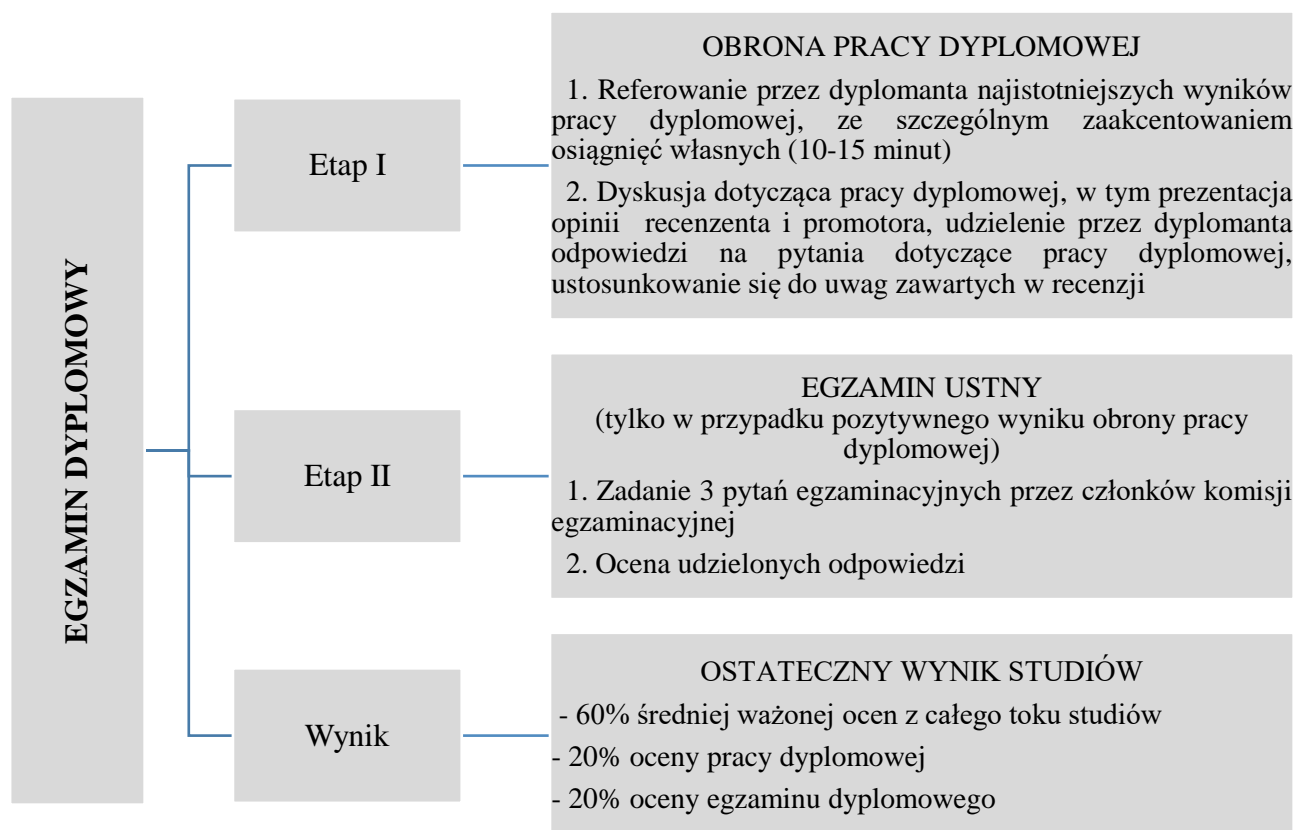 EGZAMIN DYPLOMOWY
Etap I
OBRONA PRACY DYPLOMOWEJ
1. Referowanie przez dyplomanta najistotniejszych wyników
pracy dyplomowej, ze szczególnym zaakcentowaniem
osiągnięć własnych (10-15 minut)
2. Dyskusja dotycząca pracy dyplomowej, w tym prezentacja
opinii recenzenta i promotora, udzielenie przez dyplomanta
odpowiedzi na pytania dotyczące pracy dyplomowej,
ustosunkowanie się do uwag zawartych w recenzji
Etap II
EGZAMIN USTNY
(tylko w przypadku pozytywnego wyniku obrony pracy
dyplomowej)
1. Zadanie 3 pytań egzaminacyjnych przez członków komisji
egzaminacyjnej
2. Ocena udzielonych odpowiedzi
Wynik
OSTATECZNY WYNIK STUDIÓW
- 60% średniej ważonej ocen z całego toku studiów
- 20% oceny pracy dyplomowej
- 20% oceny egzaminu dyplomowego